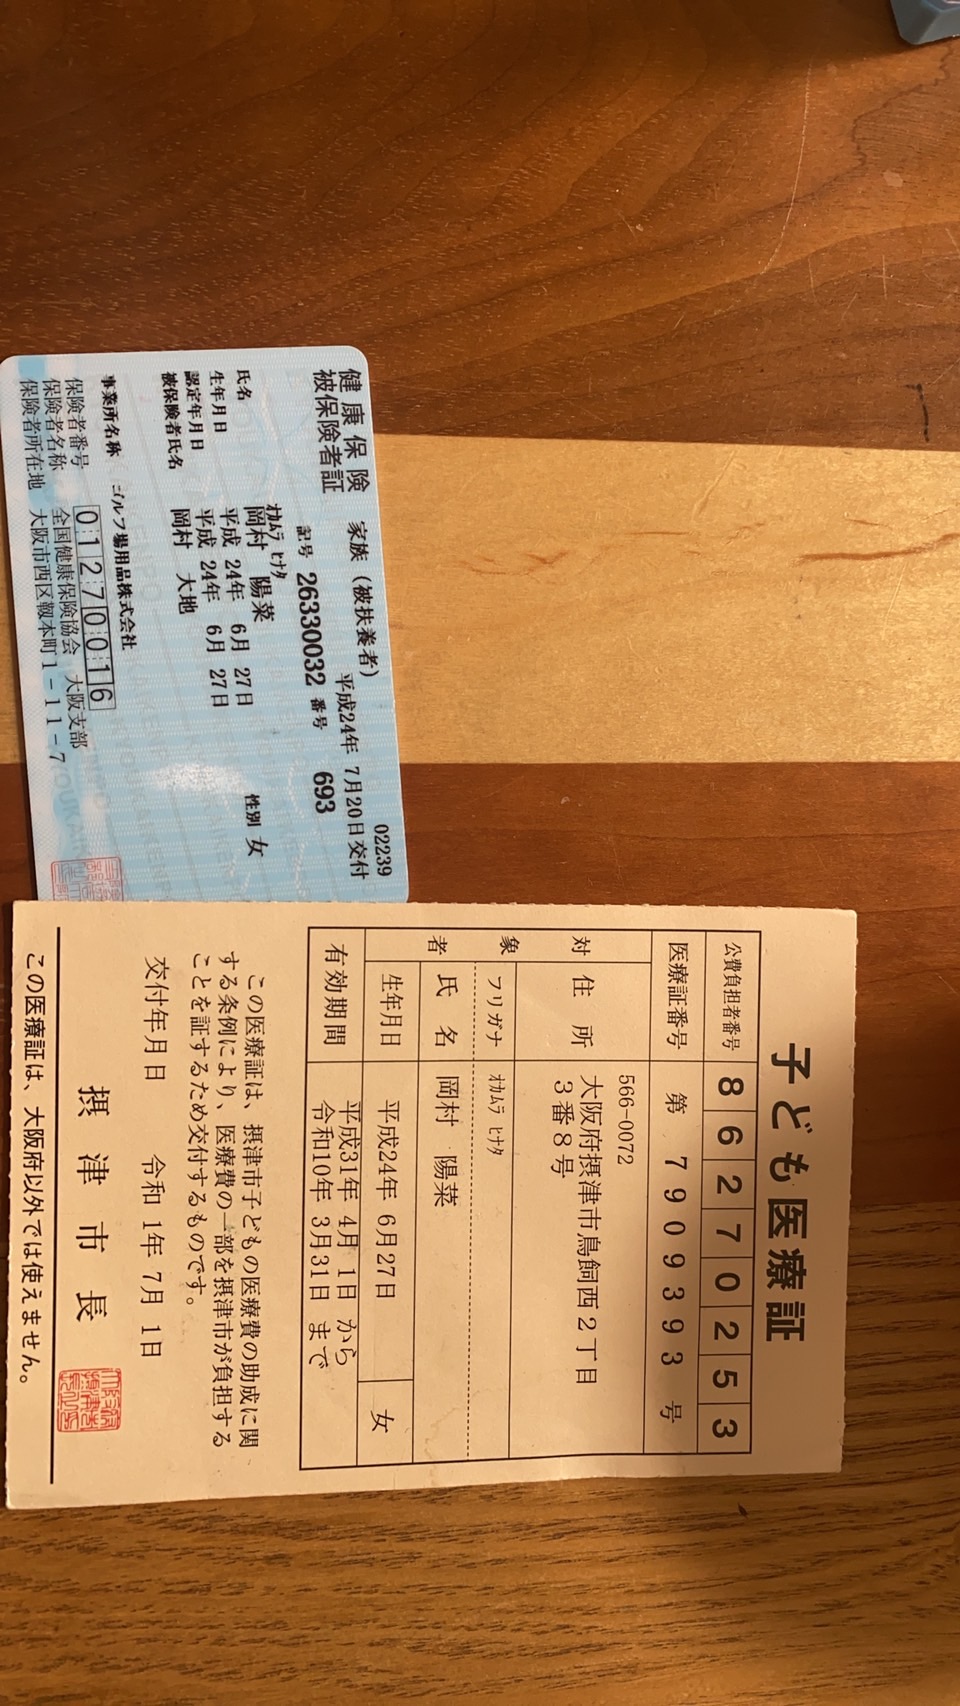 健康保険 家族（被扶養者） 02239
被保険者証 平成24年 7月20日交付
記号 26330032 番号 693
ｵｶﾑﾗ ﾋﾅﾀ
氏名 岡村 陽菜 性別 女
生年月日 平成 24年 6月 27日
認定年月日 平成 24年 6月 27日
被保険者氏名 岡村 大地
事業所名称 ゴルフ場用品株式会社
保険者番号 01270016
保険者名称 全国健康保険協会 大阪支部
保険者所在地 大阪市西区靱本町1-11-7
子ども医療証
公費負担者番号 86270253
医療証番号 第 7909393 号
対象者
住所 566-0072
大阪府摂津市鳥飼西2丁目
3番8号
フリガナ ｵｶﾑﾗ ﾋﾅﾀ
氏名 岡村 陽菜
生年月日 平成24年 6月27日 女
有効期間 平成31年 4月 1日 から
令和10年 3月31日 まで
この医療証は、摂津市子どもの医療費の助成に関
する条例により、医療費の一部を摂津市が負担する
ことを証するため交付するものです。
交付年月日 令和 1年 7月 1日
摂津市長
この医療証は、大阪府以外では使えません。